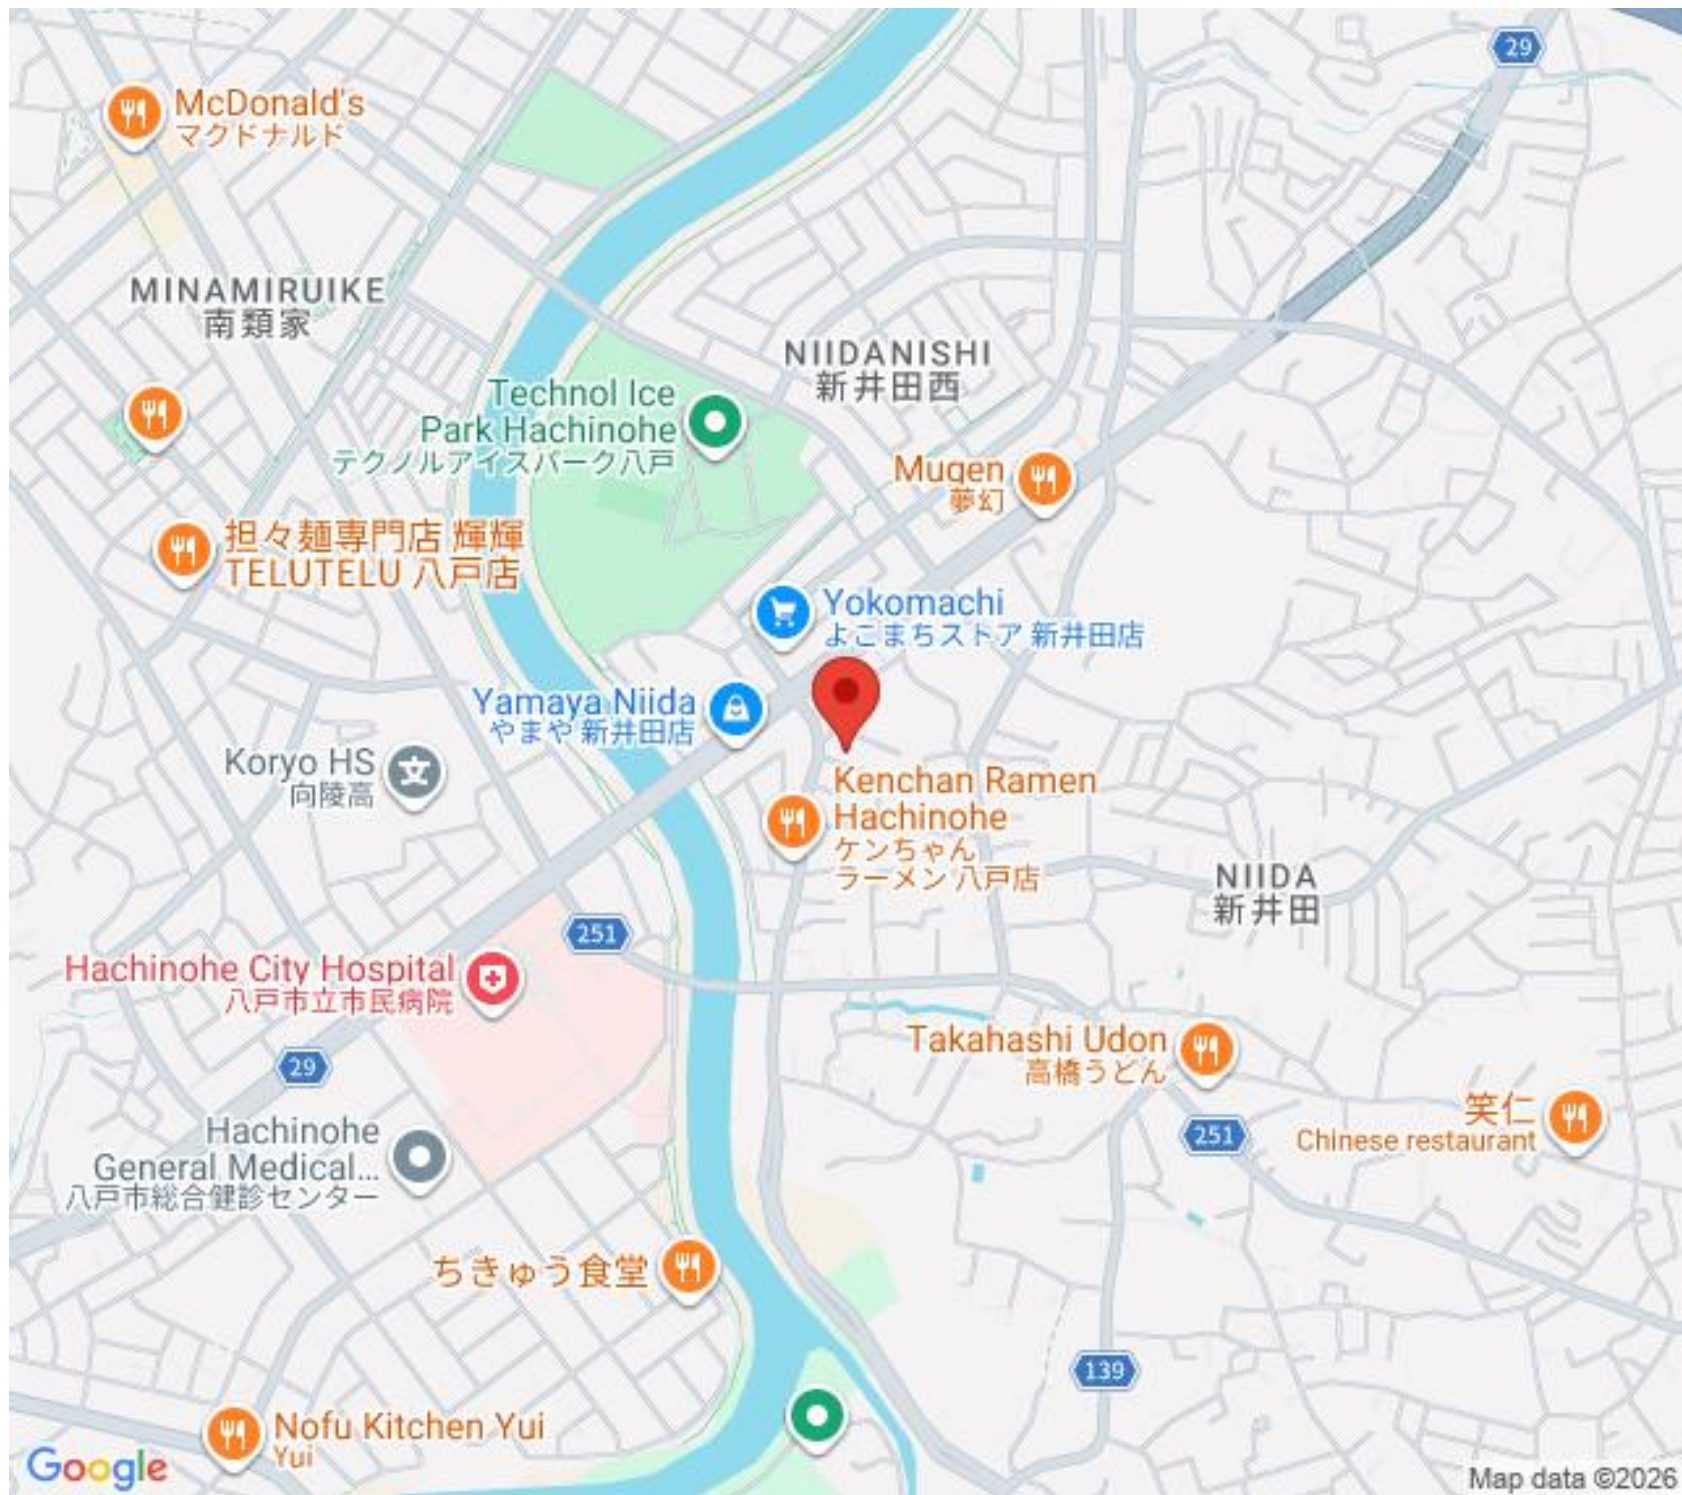 29
McDonald's
マクドナルド
MINAMIRUIKE
南類家
NIIDANISHI
新井田西
Technol Ice
Park Hachinohe
テクノルアイスパーク八戸
Mugen
夢幻
担々麺専門店 輝輝
TELUTELU 八戸店
Yokomachi
よこまちストア 新井田店
Yamaya Niida
やまや 新井田店
Koryo HS
向陵高
Kenchan Ramen
Hachinohe
ケンちゃん
ラーメン 八戸店
NIIDA
新井田
251
Hachinohe City Hospital
八戸市立市民病院
29
Takahashi Udon
高橋うどん
笑仁
Chinese restaurant
251
Hachinohe
General Medical...
八戸市総合健診センター
ちきゅう食堂
139
Nofu Kitchen Yui
Yui
Google
Map data ©2026